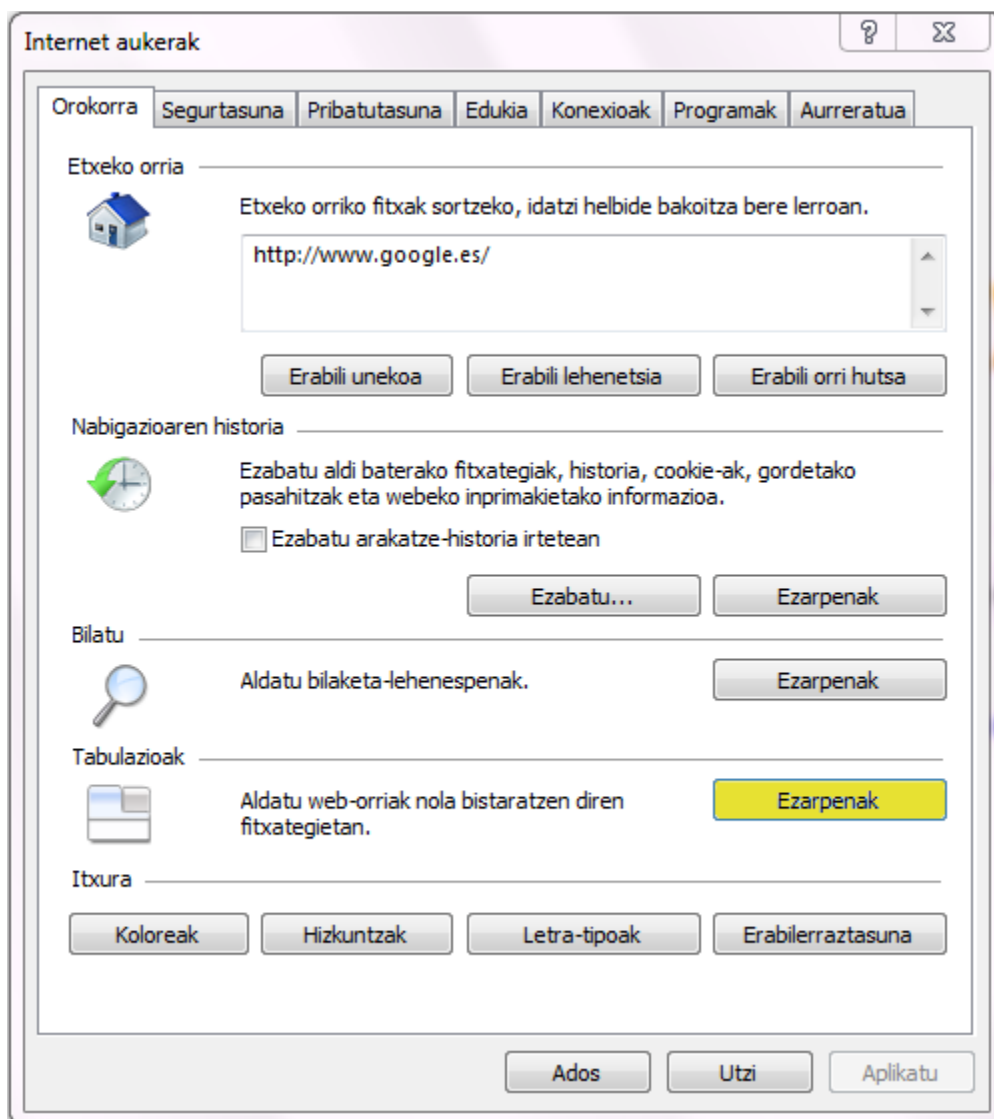 Internet aukerak
Orokorra Segurtasuna Pribatutasuna Edukia Konexioak Programak Aurreratua
Etxeko orria
Etxeko orriko fitxak sortzeko, idatzi helbide bakoitza bere lerroan.
http://www.google.es/
Erabili unekoa Erabili lehenetsia Erabili orri hutsa
Nabigazioaren historia
Ezabatu aldi baterako fitxategiak, historia, cookie-ak, gordetako
pasahitzak eta webeko inprimakietako informazioa.
Ezabatu arakatze-historia irtetean
Ezabatu... Ezarpenak
Bilatu
Aldatu bilaketa-lehenespenak. Ezarpenak
Tabulazioak
Aldatu web-orriak nola bistaratzen diren Ezarpenak
fitxategietan.
Itxura
Koloreak Hizkuntzak Letra-tipoak Erabilerraztasuna
Ados Utzi Aplikatu